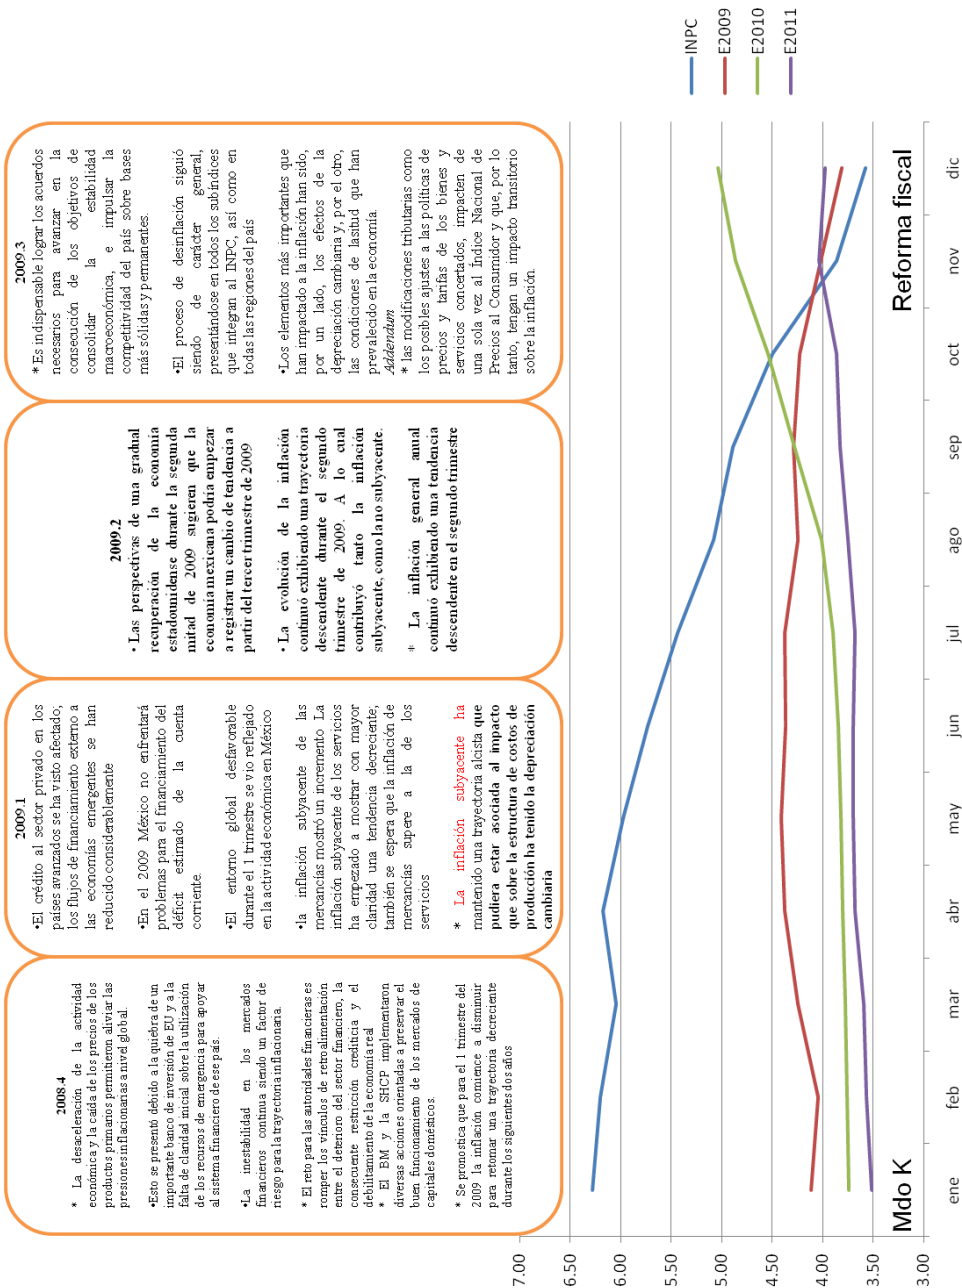 2008.4
* La desaceleración de la actividad
económica y la caída de los precios de los
productos primarios permitieron aliviar las
presiones inflacionarias a nivel global.
•Esto se presentó debido a la quiebra de un
importante banco de inversión de EU y a la
falta de claridad inicial sobre la utilización
de los recursos de emergencia para apoyar
al sistema financiero de ese país.
•La inestabilidad en los mercados
financieros continua siendo un factor de
riesgo para la trayectoria inflacionaria.
* El reto para las autoridades financieras es
romper los vínculos de retroalimentación
entre el deterioro del sector financiero, la
consecuente restricción crediticia y el
debilitamiento de la economía real
* El BM y la SHCP implementaron
diversas acciones orientadas a preservar el
buen funcionamiento de los mercados de
capitales domésticos.
* Se pronostica que para el 1 trimestre del
2009 la inflación comience a disminuir
para retomar una trayectoria decreciente
durante los siguientes dos años
2009.1
•El crédito al sector privado en los
países avanzados se ha visto afectado;
los flujos de financiamiento externo a
las economías emergentes se han
reducido considerablemente
•En el 2009 México no enfrentará
problemas para el financiamiento del
déficit estimado de la cuenta
corriente.
•El entorno global desfavorable
durante el 1 trimestre se vio reflejado
en la actividad económica en México
•la inflación subyacente de las
mercancías mostró un incremento La
inflación subyacente de los servicios
ha empezado a mostrar con mayor
claridad una tendencia decreciente;
también se espera que la inflación de
mercancías supere a la de los
servicios
* La inflación subyacente ha
mantenido una trayectoria alcista que
pudiera estar asociada al impacto
que sobre la estructura de costos de
producción ha tenido la depreciación
cambiaria
2009.2
• Las perspectivas de una gradual
recuperación de la economía
estadounidense durante la segunda
mitad de 2009 sugieren que la
economía mexicana podría empezar
a registrar un cambio de tendencia a
partir del tercer trimestre de 2009
• La evolución de la inflación
continuó exhibiendo una trayectoria
descendente durante el segundo
trimestre de 2009. A lo cual
contribuyó tanto la inflación
subyacente, como la no subyacente.
* La inflación general anual
continuó exhibiendo una tendencia
descendente en el segundo trimestre
2009.3
* Es indispensable lograr los acuerdos
necesarios para avanzar en la
consecución de los objetivos de
consolidar la estabilidad
macroeconómica, e impulsar la
competitividad del país sobre bases
más sólidas y permanentes.
•El proceso de desinflación siguió
siendo de carácter general,
presentándose en todos los subíndices
que integran al INPC, así como en
todas las regiones del país
•Los elementos más importantes que
han impactado a la inflación han sido,
por un lado, los efectos de la
depreciación cambiaria y, por el otro,
las condiciones de lasitud que han
prevalecido en la economía.
Addendum
* las modificaciones tributarias como
los posibles ajustes a las políticas de
precios y tarifas de los bienes y
servicios concertados, impacten de
una sola vez al Índice Nacional de
Precios al Consumidor y que, por lo
tanto, tengan un impacto transitorio
sobre la inflación.
7.00
6.50
6.00
5.50
5.00
4.50
4.00
3.50
3.00
Mdo K
Reforma fiscal
ene
feb
mar
abr
may
jun
jul
ago
sep
oct
nov
dic
INPC
E2009
E2010
E2011